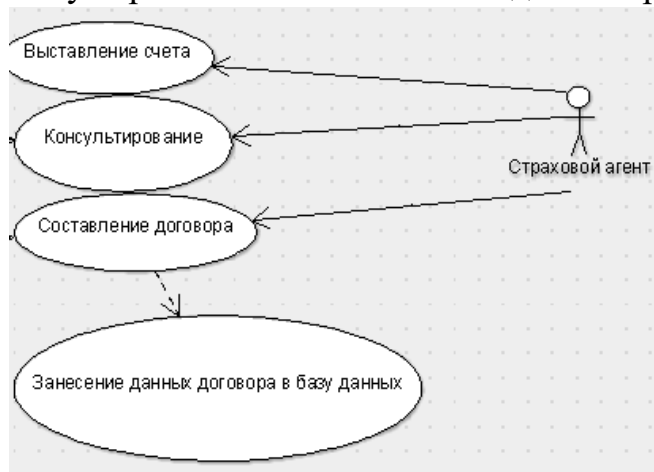 Выставление счета
Консультирование
Страховой агент
Составление договора
Занесение данных договора в базу данных